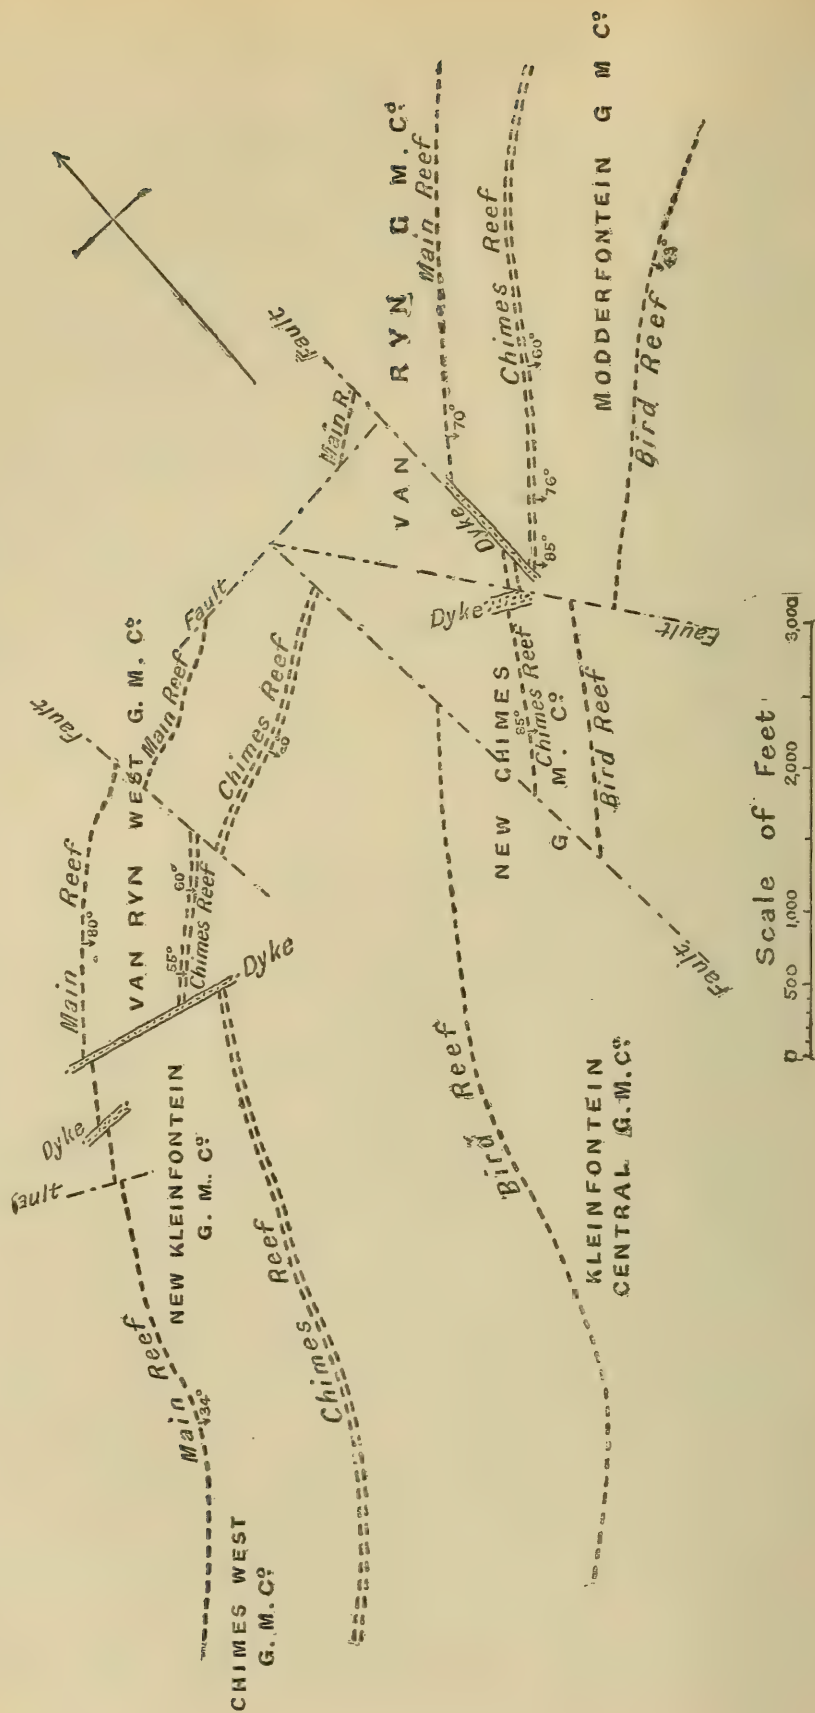 CHIMES WEST
G. M. Cº
Main Reef
34°
Fault
Dyke
NEW KLEINFONTEIN
G. M. Cº
Chimes Reef
Main Reef
80°
VAN RYN WEST G. M. Cº
55°
60°
Chimes Reef
Dyke
Fault
Main Reef
Fault
Chimes Reef
Main R.
Fault
VAN RYN G M. Cº
Main Reef
70°
Chimes Reef
60°
76°
85°
Dyke
Dyke
NEW CHIMES
G. M. Cº
85°
Chimes Reef
Bird Reef
Fault
Fault
MODDERFONTEIN G M Cº
Bird Reef
Bird Reef
KLEINFONTEIN
CENTRAL G. M. Cº
Scale of Feet
0 500 1,000 2,000 3,000